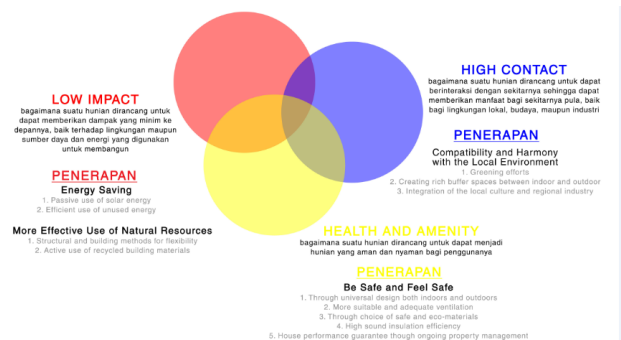 LOW IMPACT
bagaimana suatu hunian dirancang untuk
dapat memberikan dampak yang minim ke
depannya, baik terhadap lingkungan maupun
sumber daya dan energi yang digunakan
untuk membangun
PENERAPAN
Energy Saving
1. Passive use of solar energy
2. Efficient use of unused energy
More Effective Use of Natural Resources
1. Structural and building methods for flexibility
2. Active use of recycled building materials
HIGH CONTACT
bagaimana suatu hunian dirancang untuk dapat
berinteraksi dengan sekitarnya sehingga dapat
memberikan manfaat bagi sekitarnya pula, baik
bagi lingkungan lokal, budaya, maupun industri
PENERAPAN
Compatibility and Harmony
with the Local Environment
1. Greening efforts
2. Creating rich buffer spaces between indoor and outdoor
3. Integration of the local culture and regional industry
HEALTH AND AMENITY
bagaimana suatu hunian dirancang untuk dapat menjadi
hunian yang aman dan nyaman bagi penggunanya
PENERAPAN
Be Safe and Feel Safe
1. Through universal design both indoors and outdoors
2. More suitable and adequate ventilation
3. Through choice of safe and eco-materials
4. High sound insulation efficiency
5. House performance guarantee though ongoing property management